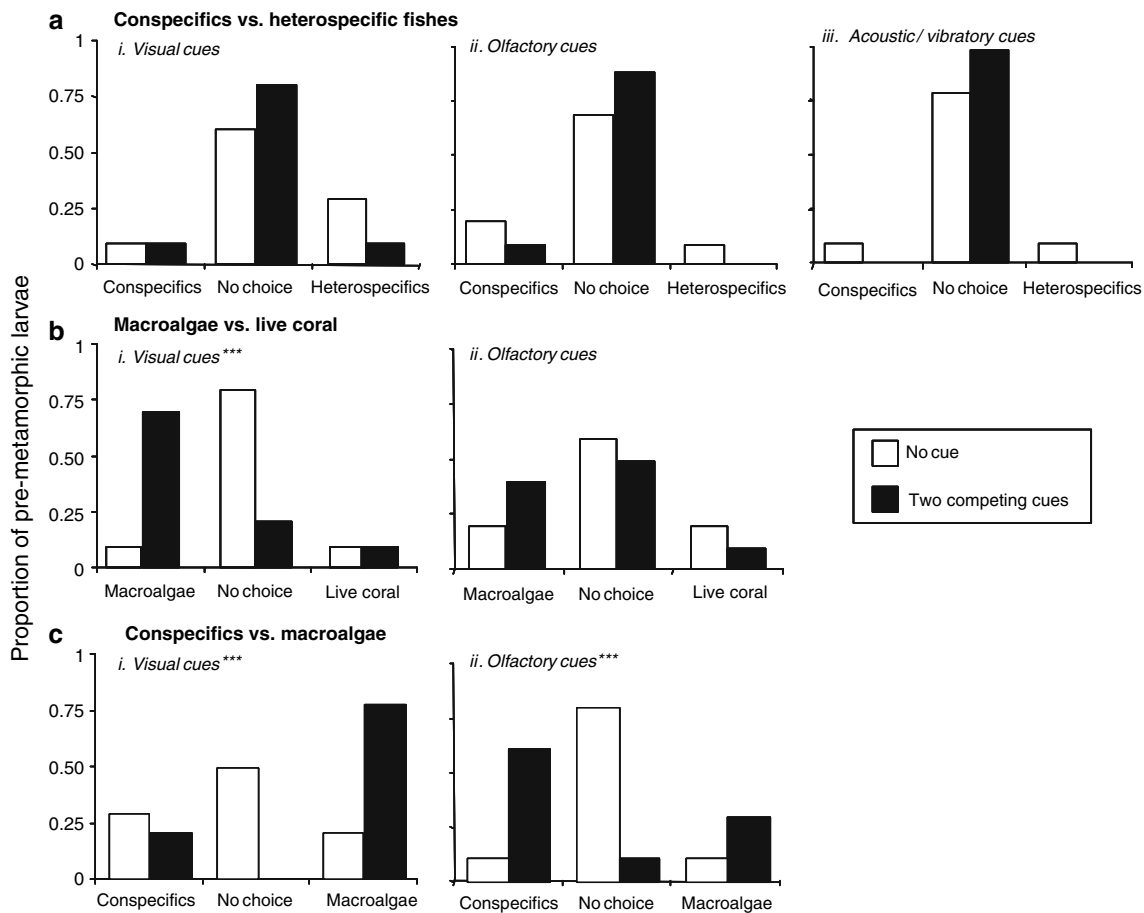 a Conspecifics vs. heterospecific fishes
i. Visual cues
ii. Olfactory cues
iii. Acoustic/ vibratory cues
1
0.75
0.50
0.25
0
Conspecifics No choice Heterospecifics
Conspecifics No choice Heterospecifics
Conspecifics No choice Heterospecifics
Proportion of pre-metamorphic larvae
b Macroalgae vs. live coral
i. Visual cues ***
ii. Olfactory cues
1
0.75
0.50
0.25
0
Macroalgae No choice Live coral
Macroalgae No choice Live coral
No cue
Two competing cues
c Conspecifics vs. macroalgae
i. Visual cues ***
ii. Olfactory cues ***
1
0.75
0.50
0.25
0
Conspecifics No choice Macroalgae
Conspecifics No choice Macroalgae